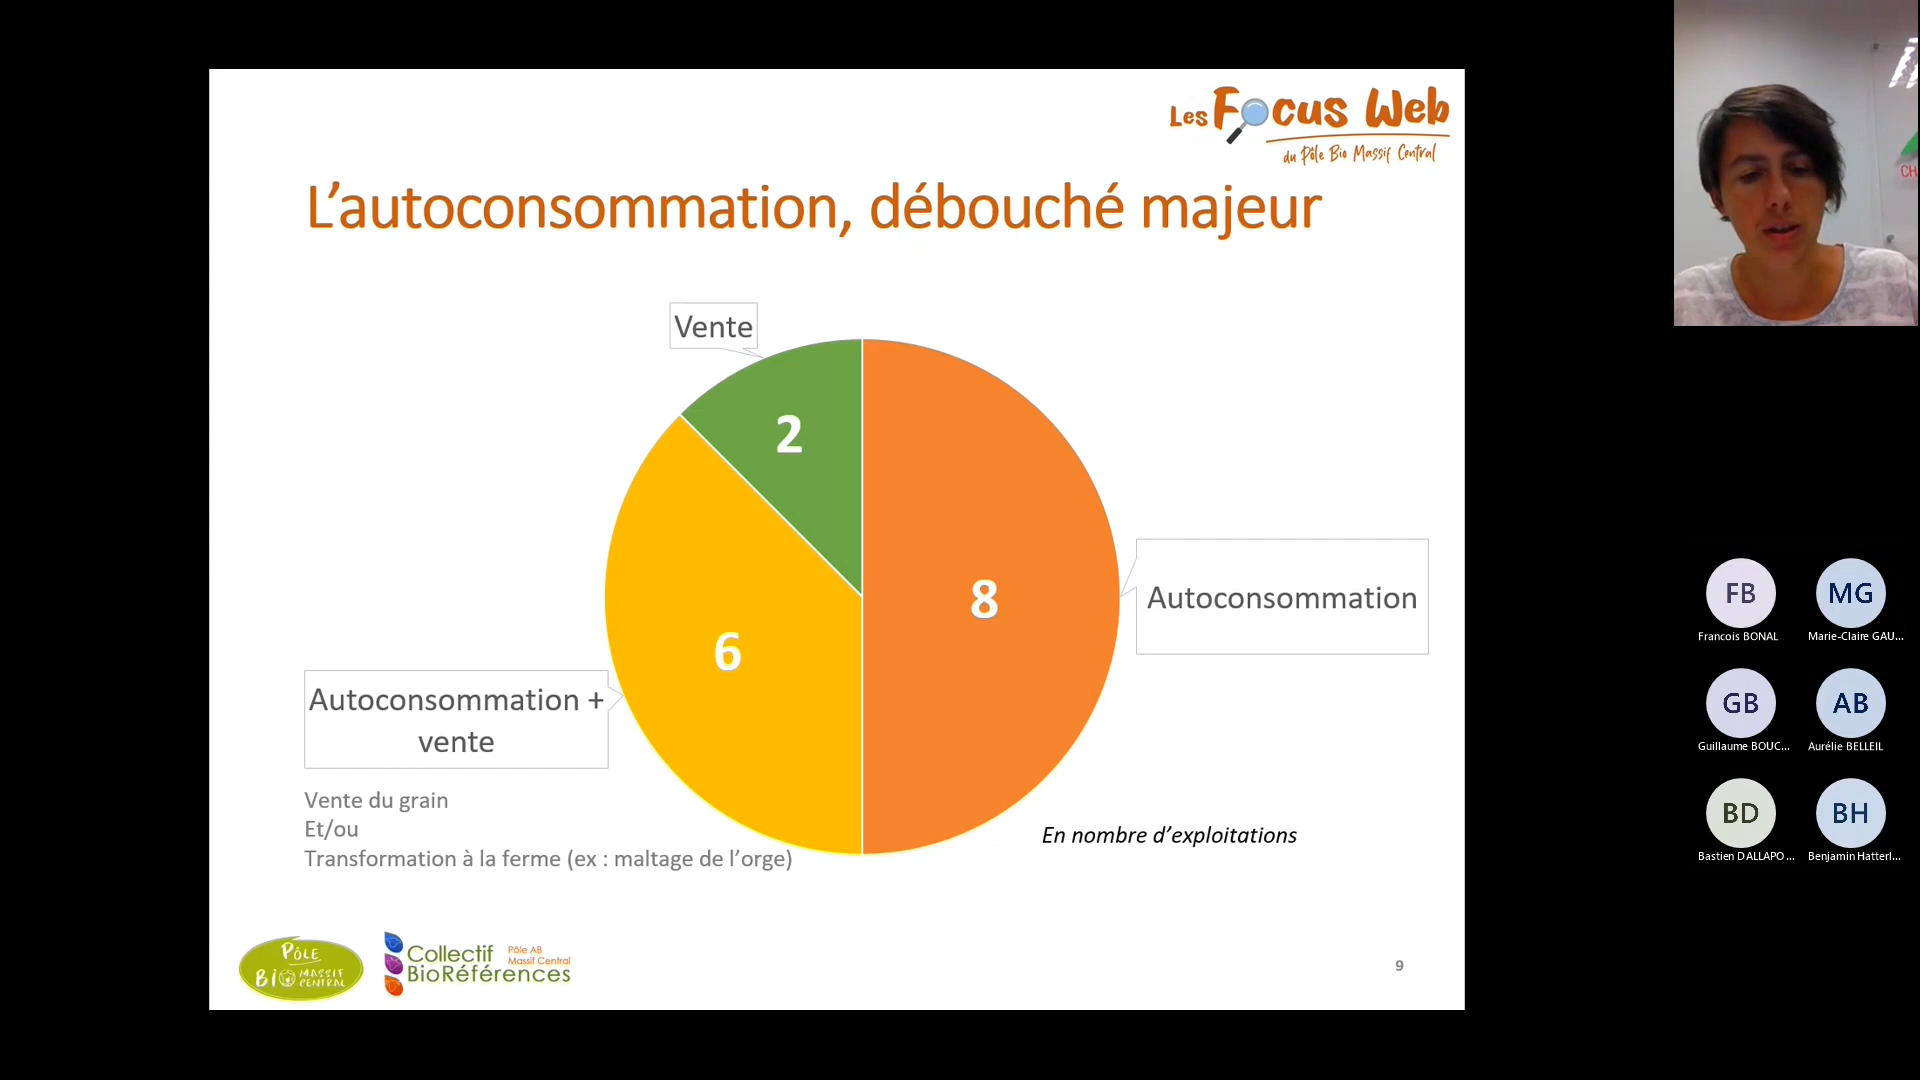 Les Focus Web
du Pôle Bio Massif Central
CH
L’autoconsommation, débouché majeur
Vente
2
8
Autoconsommation
6
Autoconsommation +
vente
Vente du grain
Et/ou
Transformation à la ferme (ex : maltage de l’orge)
En nombre d’exploitations
PÔLE
BIO MASSIF
CENTRAL
Collectif
BioRéférences
Pôle AB
Massif Central
9
FB
Francois BONAL
MG
Marie-Claire GAU...
GB
Guillaume BOUC...
AB
Aurélie BELLEIL
BD
Bastien DALLAPO...
BH
Benjamin Hatterl...